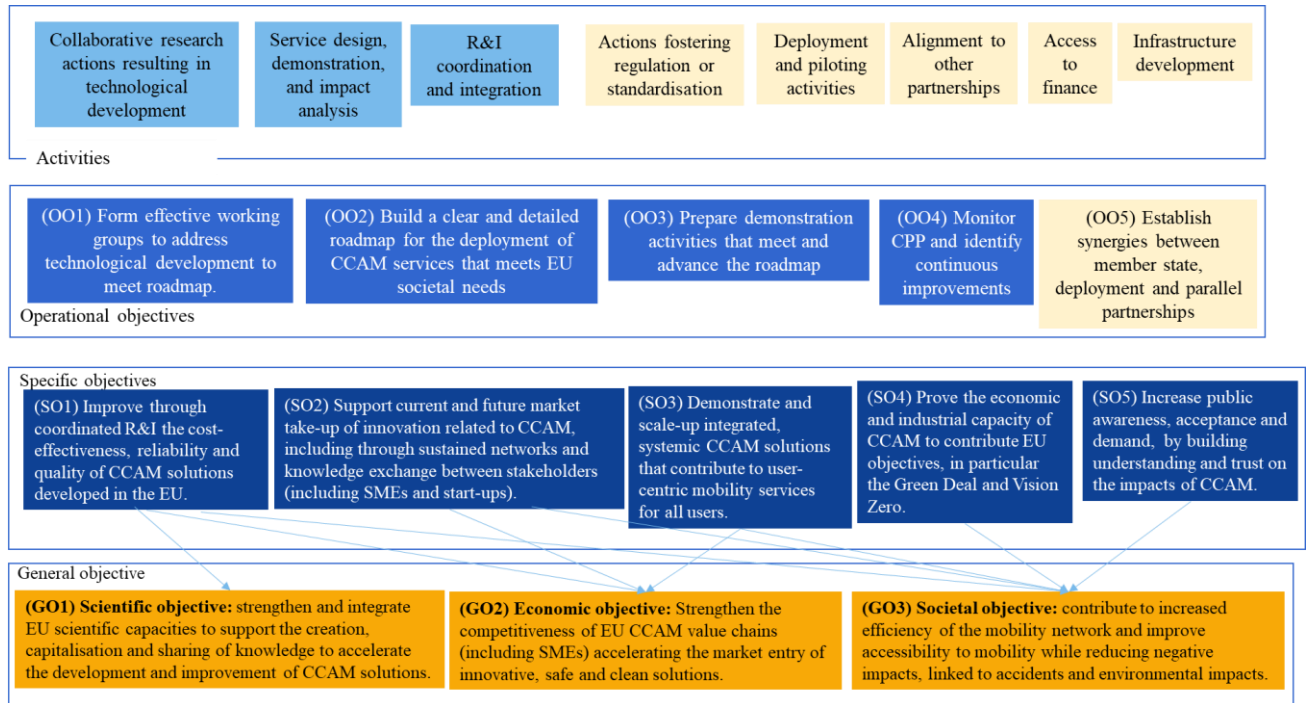 Collaborative research
actions resulting in
technological
development
Service design,
demonstration,
and impact
analysis
R&I
coordination
and integration
Actions fostering
regulation or
standardisation
Deployment
and piloting
activities
Alignment to
other
partnerships
Access
to
finance
Infrastructure
development
Activities
(OO1) Form effective working
groups to address
technological development to
meet roadmap.
(OO2) Build a clear and detailed
roadmap for the deployment of
CCAM services that meets EU
societal needs
(OO3) Prepare demonstration
activities that meet and
advance the roadmap
(OO4) Monitor
CPP and identify
continuous
improvements
(OO5) Establish
synergies between
member state,
deployment and parallel
partnerships
Operational objectives
Specific objectives
(SO1) Improve through
coordinated R&I the cost-
effectiveness, reliability and
quality of CCAM solutions
developed in the EU.
(SO2) Support current and future market
take-up of innovation related to CCAM,
including through sustained networks and
knowledge exchange between stakeholders
(including SMEs and start-ups).
(SO3) Demonstrate and
scale-up integrated,
systemic CCAM solutions
that contribute to user-
centric mobility services
for all users.
(SO4) Prove the economic
and industrial capacity of
CCAM to contribute EU
objectives, in particular
the Green Deal and Vision
Zero.
(SO5) Increase public
awareness, acceptance and
demand, by building
understanding and trust on
the impacts of CCAM.
General objective
(GO1) Scientific objective: strengthen and integrate
EU scientific capacities to support the creation,
capitalisation and sharing of knowledge to accelerate
the development and improvement of CCAM solutions.
(GO2) Economic objective: Strengthen the
competitiveness of EU CCAM value chains
(including SMEs) accelerating the market entry of
innovative, safe and clean solutions.
(GO3) Societal objective: contribute to increased
efficiency of the mobility network and improve
accessibility to mobility while reducing negative
impacts, linked to accidents and environmental impacts.